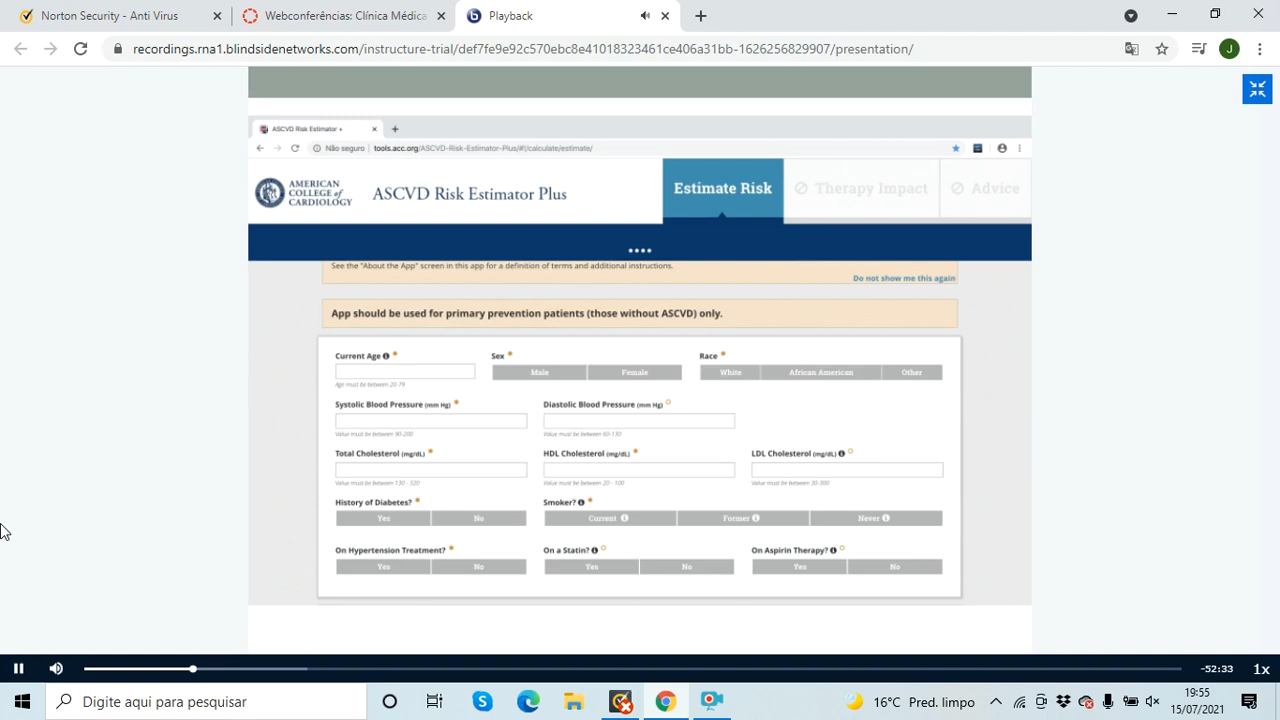 Norton Security - Anti Virus
Webconferências: Clínica Médica
Playback
recordings.rna1.blindsidenetworks.com/instructure-trial/def7fe9e92c570ebc8e41018323461ce406a31bb-1626256829907/presentation/
J
ASCVD Risk Estimator +
Não seguro
tools.acc.org/ASCVD-Risk-Estimator-Plus/#!/calculate/estimate/
AMERICAN COLLEGE of CARDIOLOGY
ASCVD Risk Estimator Plus
Estimate Risk
Therapy Impact
Advice
See the "About the App" screen in this app for a definition of terms and additional instructions.
Do not show me this again
App should be used for primary prevention patients (those without ASCVD) only.
Current Age *
Sex *
Race *
Male
Female
White
African American
Other
Age must be between 20-79
Systolic Blood Pressure (mm Hg) *
Diastolic Blood Pressure (mm Hg)
Value must be between 90-200
Value must be between 60-130
Total Cholesterol (mg/dL) *
HDL Cholesterol (mg/dL) *
LDL Cholesterol (mg/dL)
Value must be between 130 - 320
Value must be between 20 - 100
Value must be between 30-300
History of Diabetes? *
Smoker? *
Yes
No
Current
Former
Never
On Hypertension Treatment? *
On a Statin?
On Aspirin Therapy?
Yes
No
Yes
No
Yes
No
-52:33
1x
Digite aqui para pesquisar
16°C Pred. limpo
19:55
15/07/2021